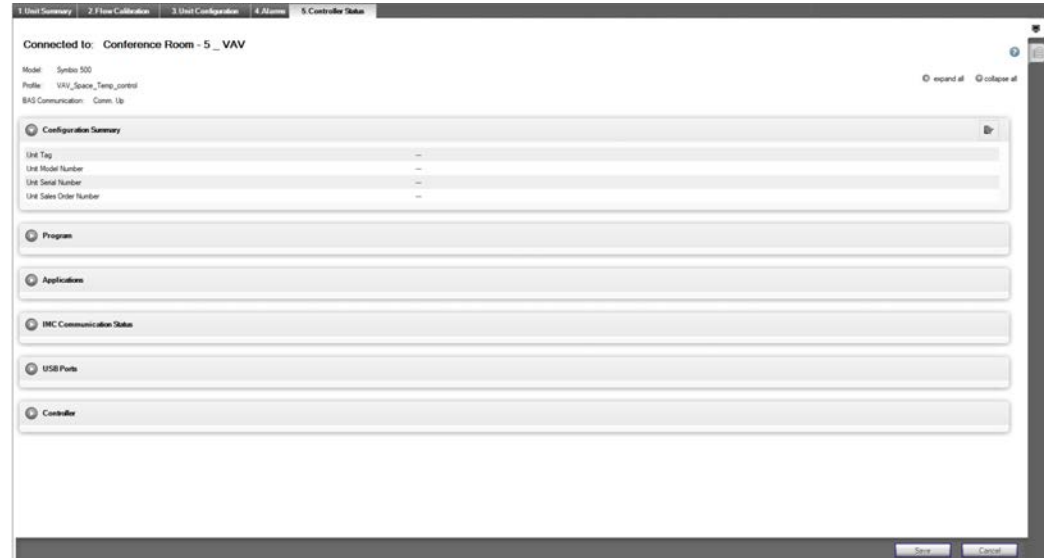 1.Unit Summary 2.Flow Calibration 3.Unit Configuration 4.Alarms 5.Controller Status
Connected to: Conference Room - 5 _ VAV
Model: Symbio 500
Profile: VAV_Space_Temp_control
BAS Communication: Comm. Up
expand all collapse all
Configuration Summary
Unit Tag ---
Unit Model Number ---
Unit Serial Number ---
Unit Sales Order Number ---
Program
Applications
IMC Communication Status
USB Ports
Controller
Save Cancel